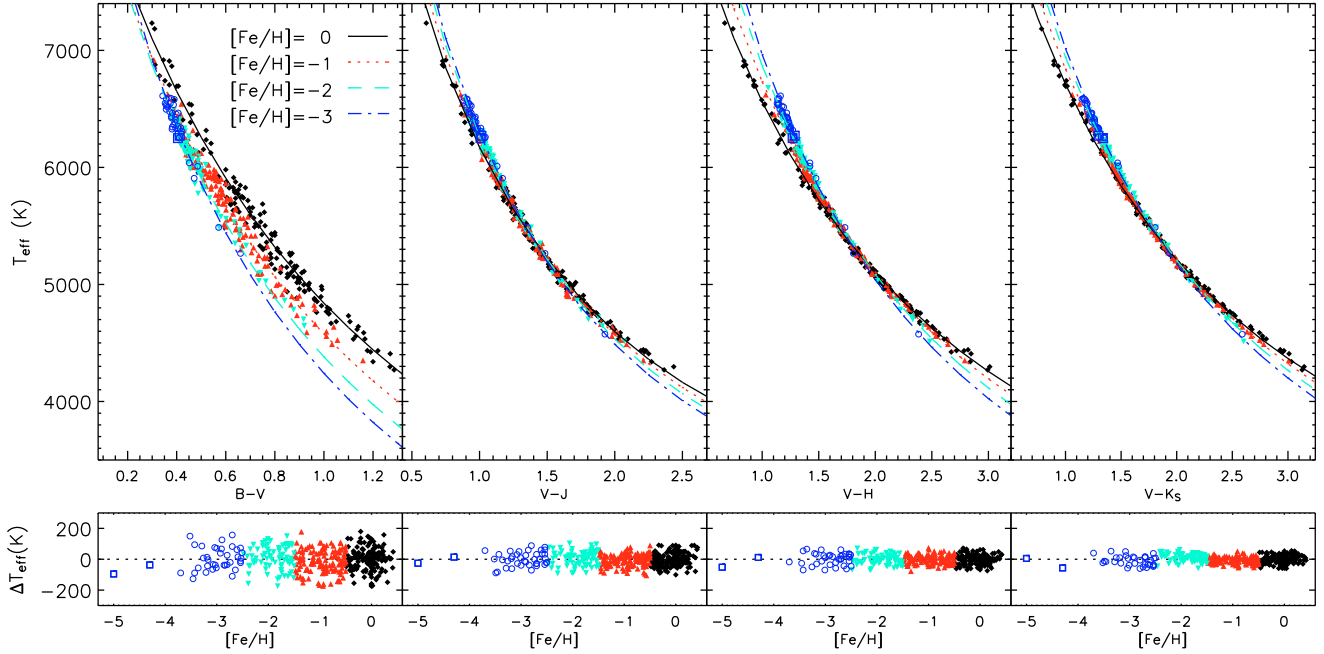 7000
6000
5000
4000
T_eff (K)
[Fe/H]= 0
[Fe/H]=−1
[Fe/H]=−2
[Fe/H]=−3
0.2 0.4 0.6 0.8 1.0 1.2
B−V
0.5 1.0 1.5 2.0 2.5
V−J
1.0 1.5 2.0 2.5 3.0
V−H
1.0 1.5 2.0 2.5 3.0
V−K_S
200
0
−200
ΔT_eff(K)
−5 −4 −3 −2 −1 0
[Fe/H]
−5 −4 −3 −2 −1 0
[Fe/H]
−5 −4 −3 −2 −1 0
[Fe/H]
−5 −4 −3 −2 −1 0
[Fe/H]